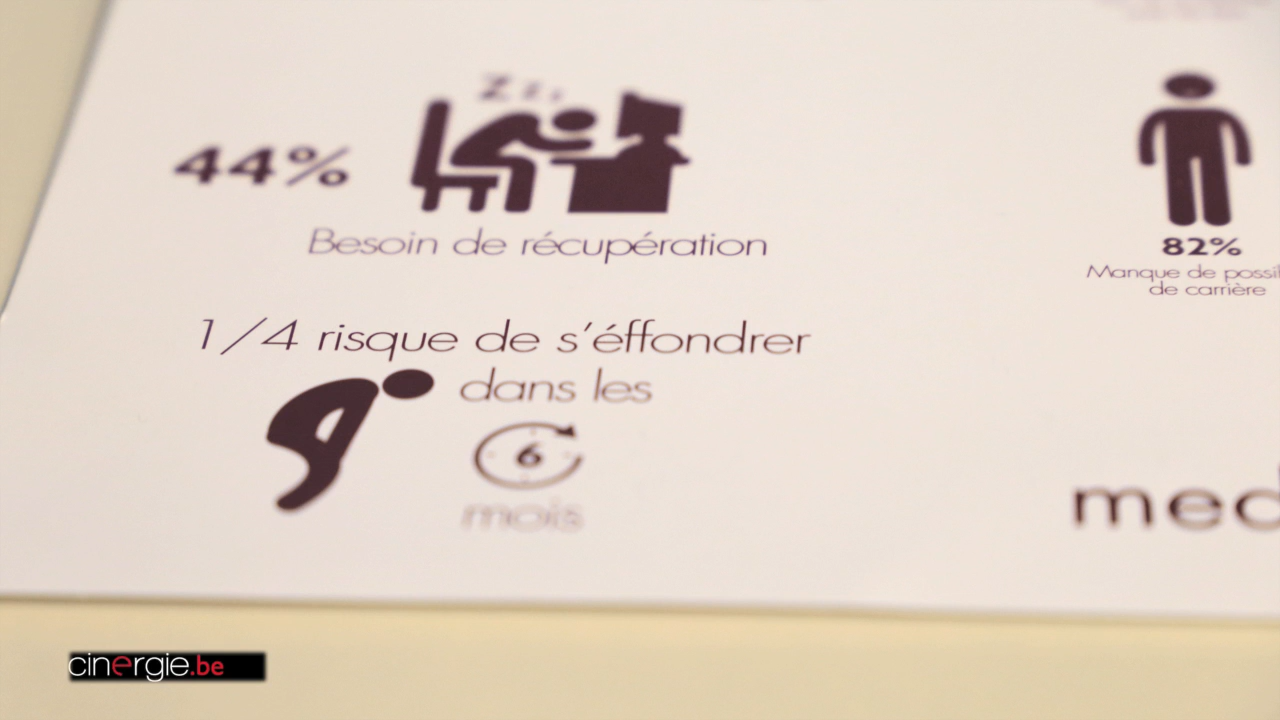 Z z z
44%
Besoin de récupération
1/4 risque de s'éffondrer
dans les
6
mois
82%
Manque de possi
de carrière
med
cinergie.be